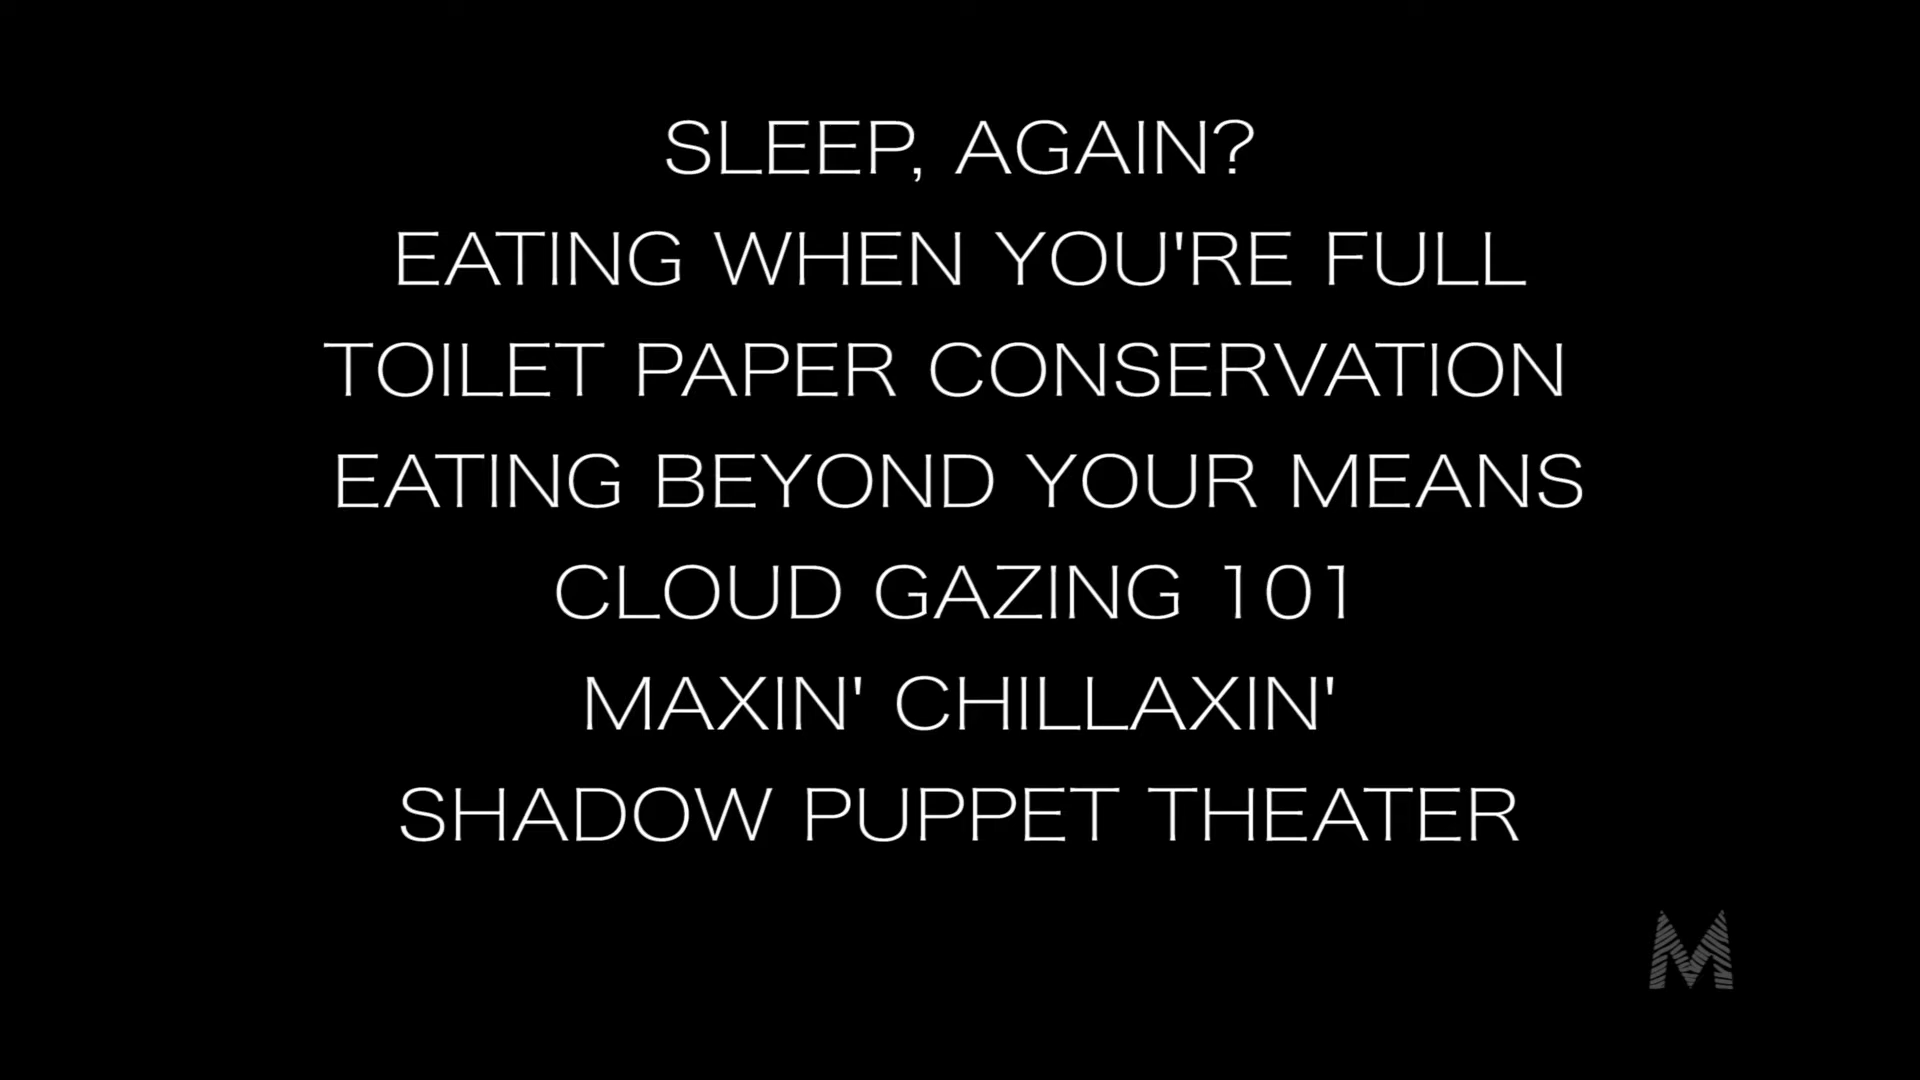 SLEEP, AGAIN?
EATING WHEN YOU'RE FULL
TOILET PAPER CONSERVATION
EATING BEYOND YOUR MEANS
CLOUD GAZING 101
MAXIN' CHILLAXIN'
SHADOW PUPPET THEATER
M